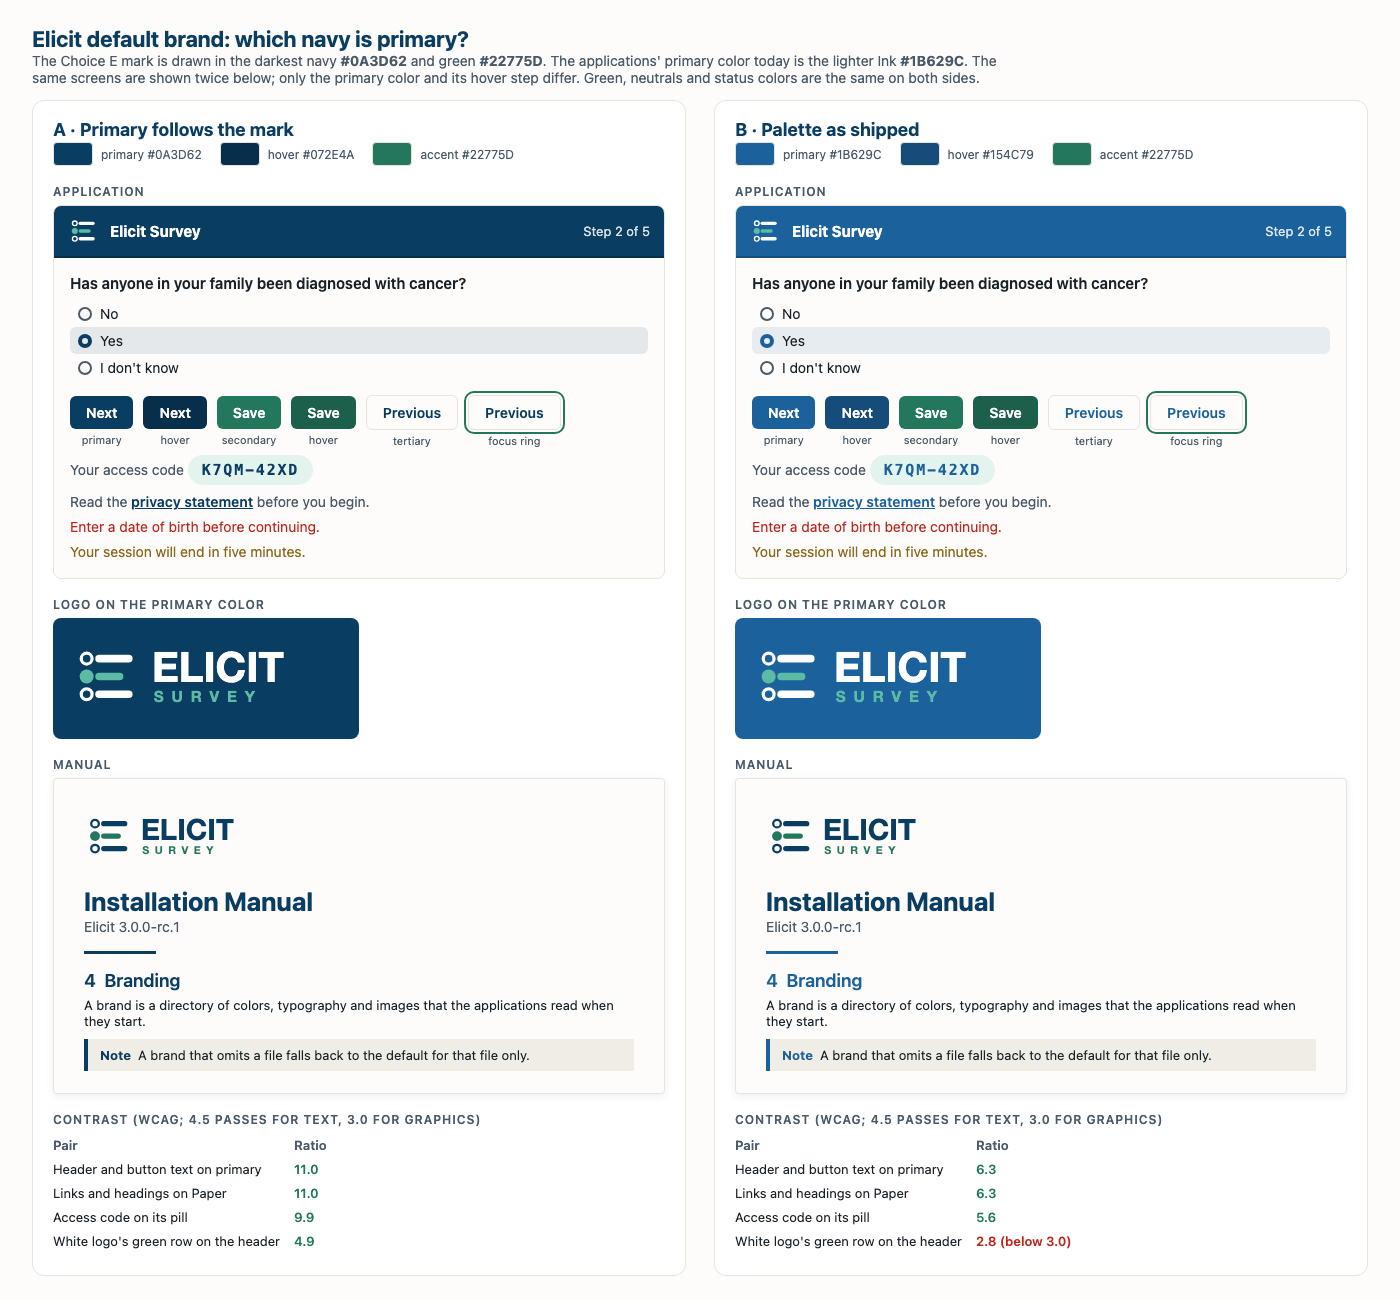 Elicit default brand: which navy is primary?
The Choice E mark is drawn in the darkest navy #0A3D62 and green #22775D. The applications' primary color today is the lighter Ink #1B629C. The
same screens are shown twice below; only the primary color and its hover step differ. Green, neutrals and status colors are the same on both sides.
A · Primary follows the mark
primary #0A3D62 hover #072E4A accent #22775D
APPLICATION
Elicit Survey Step 2 of 5
Has anyone in your family been diagnosed with cancer?
No
Yes
I don't know
Next Next Save Save Previous Previous
primary hover secondary hover tertiary focus ring
Your access code K7QM-42XD
Read the privacy statement before you begin.
Enter a date of birth before continuing.
Your session will end in five minutes.
LOGO ON THE PRIMARY COLOR
ELICIT
SURVEY
MANUAL
ELICIT
SURVEY
Installation Manual
Elicit 3.0.0-rc.1
4 Branding
A brand is a directory of colors, typography and images that the applications read when
they start.
Note A brand that omits a file falls back to the default for that file only.
CONTRAST (WCAG; 4.5 PASSES FOR TEXT, 3.0 FOR GRAPHICS)
Pair Ratio
Header and button text on primary 11.0
Links and headings on Paper 11.0
Access code on its pill 9.9
White logo's green row on the header 4.9
B · Palette as shipped
primary #1B629C hover #154C79 accent #22775D
APPLICATION
Elicit Survey Step 2 of 5
Has anyone in your family been diagnosed with cancer?
No
Yes
I don't know
Next Next Save Save Previous Previous
primary hover secondary hover tertiary focus ring
Your access code K7QM-42XD
Read the privacy statement before you begin.
Enter a date of birth before continuing.
Your session will end in five minutes.
LOGO ON THE PRIMARY COLOR
ELICIT
SURVEY
MANUAL
ELICIT
SURVEY
Installation Manual
Elicit 3.0.0-rc.1
4 Branding
A brand is a directory of colors, typography and images that the applications read when
they start.
Note A brand that omits a file falls back to the default for that file only.
CONTRAST (WCAG; 4.5 PASSES FOR TEXT, 3.0 FOR GRAPHICS)
Pair Ratio
Header and button text on primary 6.3
Links and headings on Paper 6.3
Access code on its pill 5.6
White logo's green row on the header 2.8 (below 3.0)